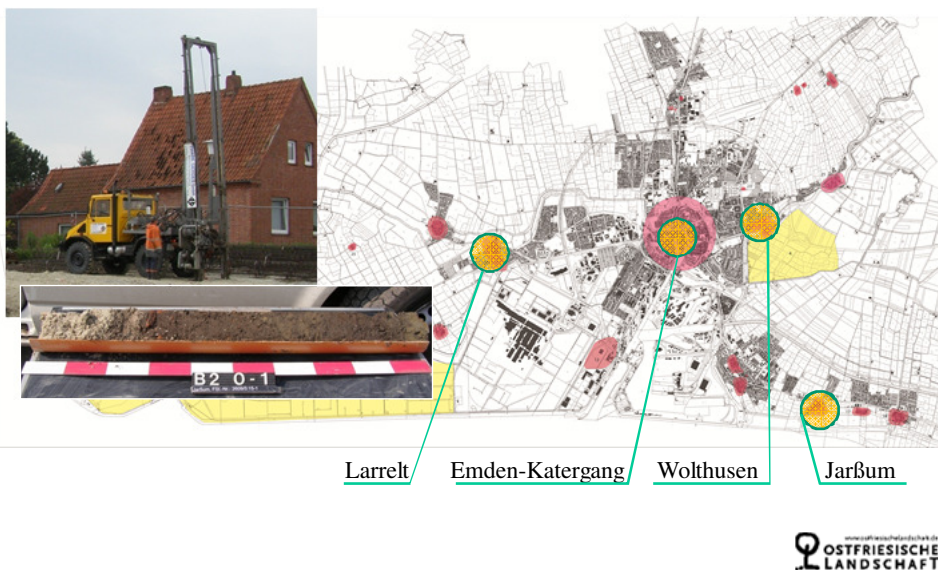 B2 0-1
Larrelt
Emden-Katergang
Wolthusen
Jarßum
www.ostfriesischelandschaft.de
OSTFRIESISCHE
LANDSCHAFT